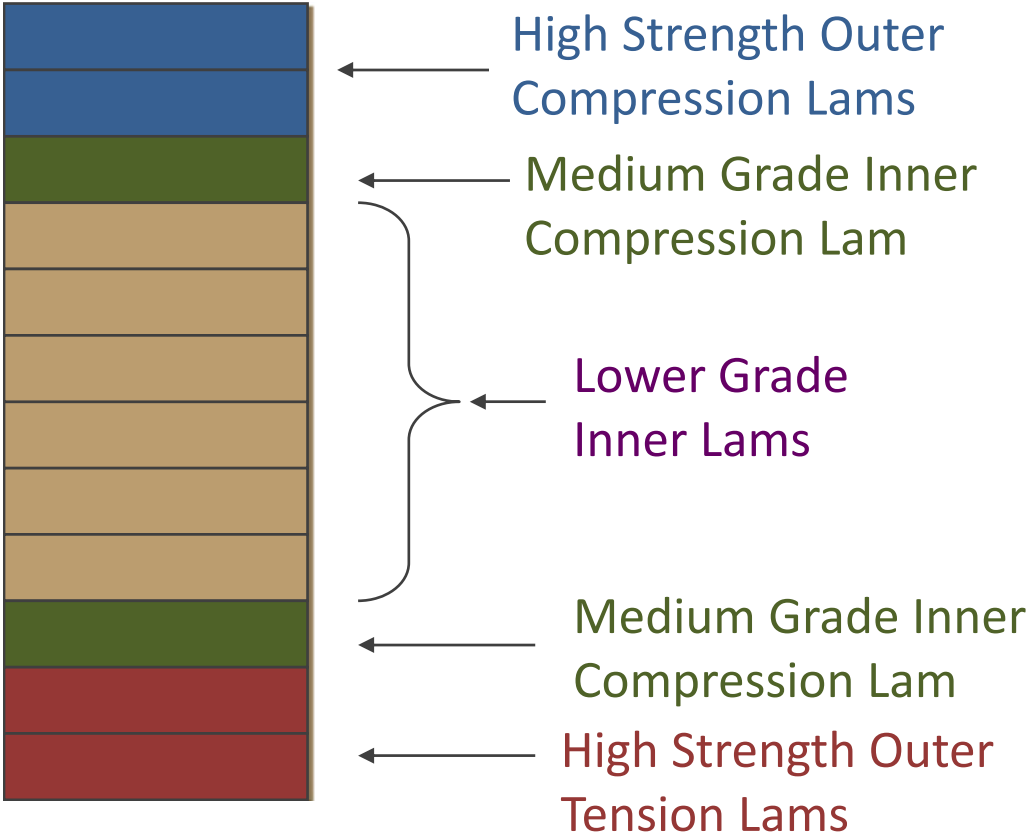 High Strength Outer
Compression Lams
Medium Grade Inner
Compression Lam
Lower Grade
Inner Lams
Medium Grade Inner
Compression Lam
High Strength Outer
Tension Lams